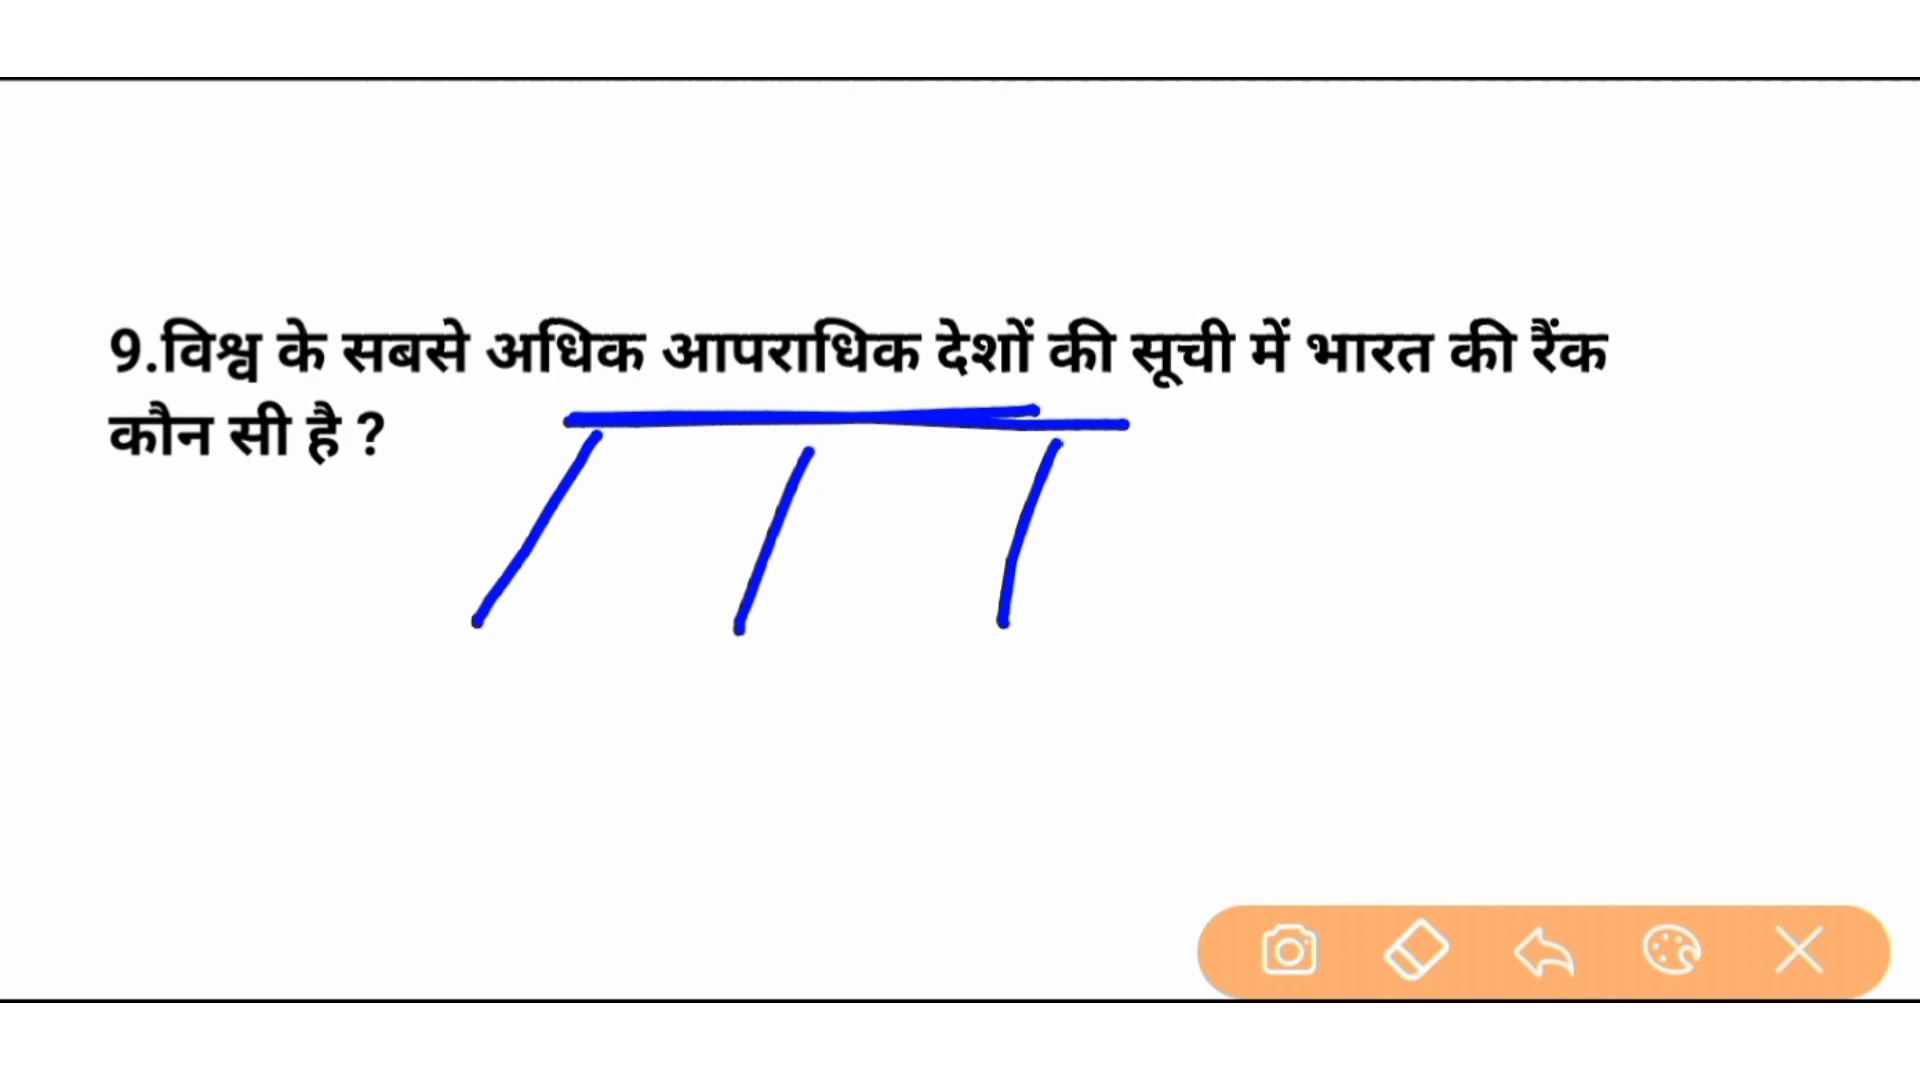 9.विश्व के सबसे अधिक आपराधिक देशों की सूची में भारत की रैंक
कौन सी है ?